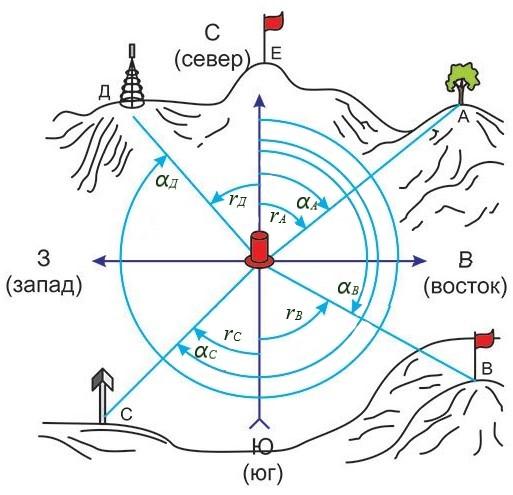 С
(север)
Е
Д
А
αД
rД
rА
αА
З
(запад)
В
(восток)
rС
rВ
αВ
αС
С
В
Ю
(юг)